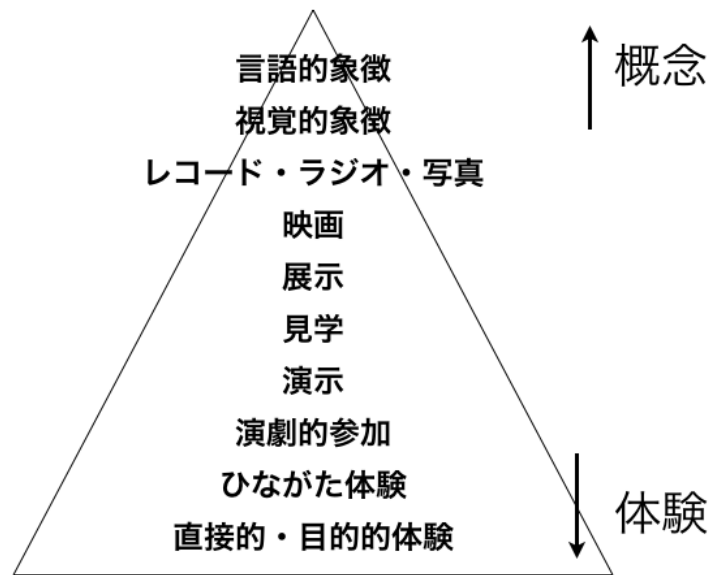 言語的象徴
概念
視覚的象徴
レコード・ラジオ・写真
映画
展示
見学
演示
演劇的参加
ひながた体験
体験
直接的・目的的体験